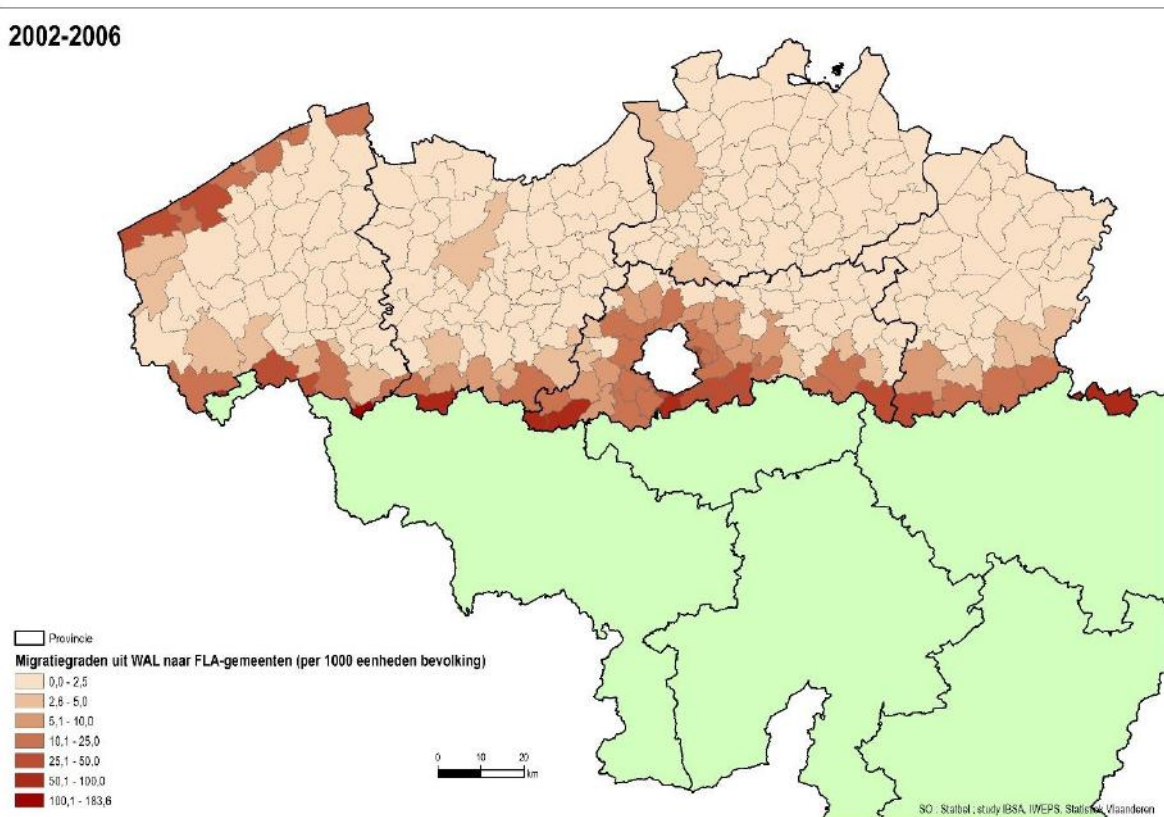 2002-2006
Provincie
Migratiegraden uit WAL naar FLA-gemeenten (per 1000 eenheden bevolking)
0,0 - 2,5
2,6 - 5,0
5,1 - 10,0
10,1 - 25,0
25,1 - 50,0
50,1 - 100,0
100,1 - 183,6
0 10 20
km
SO : Statbel ; study IBSA, IWEPS, Statistiek Vlaanderen